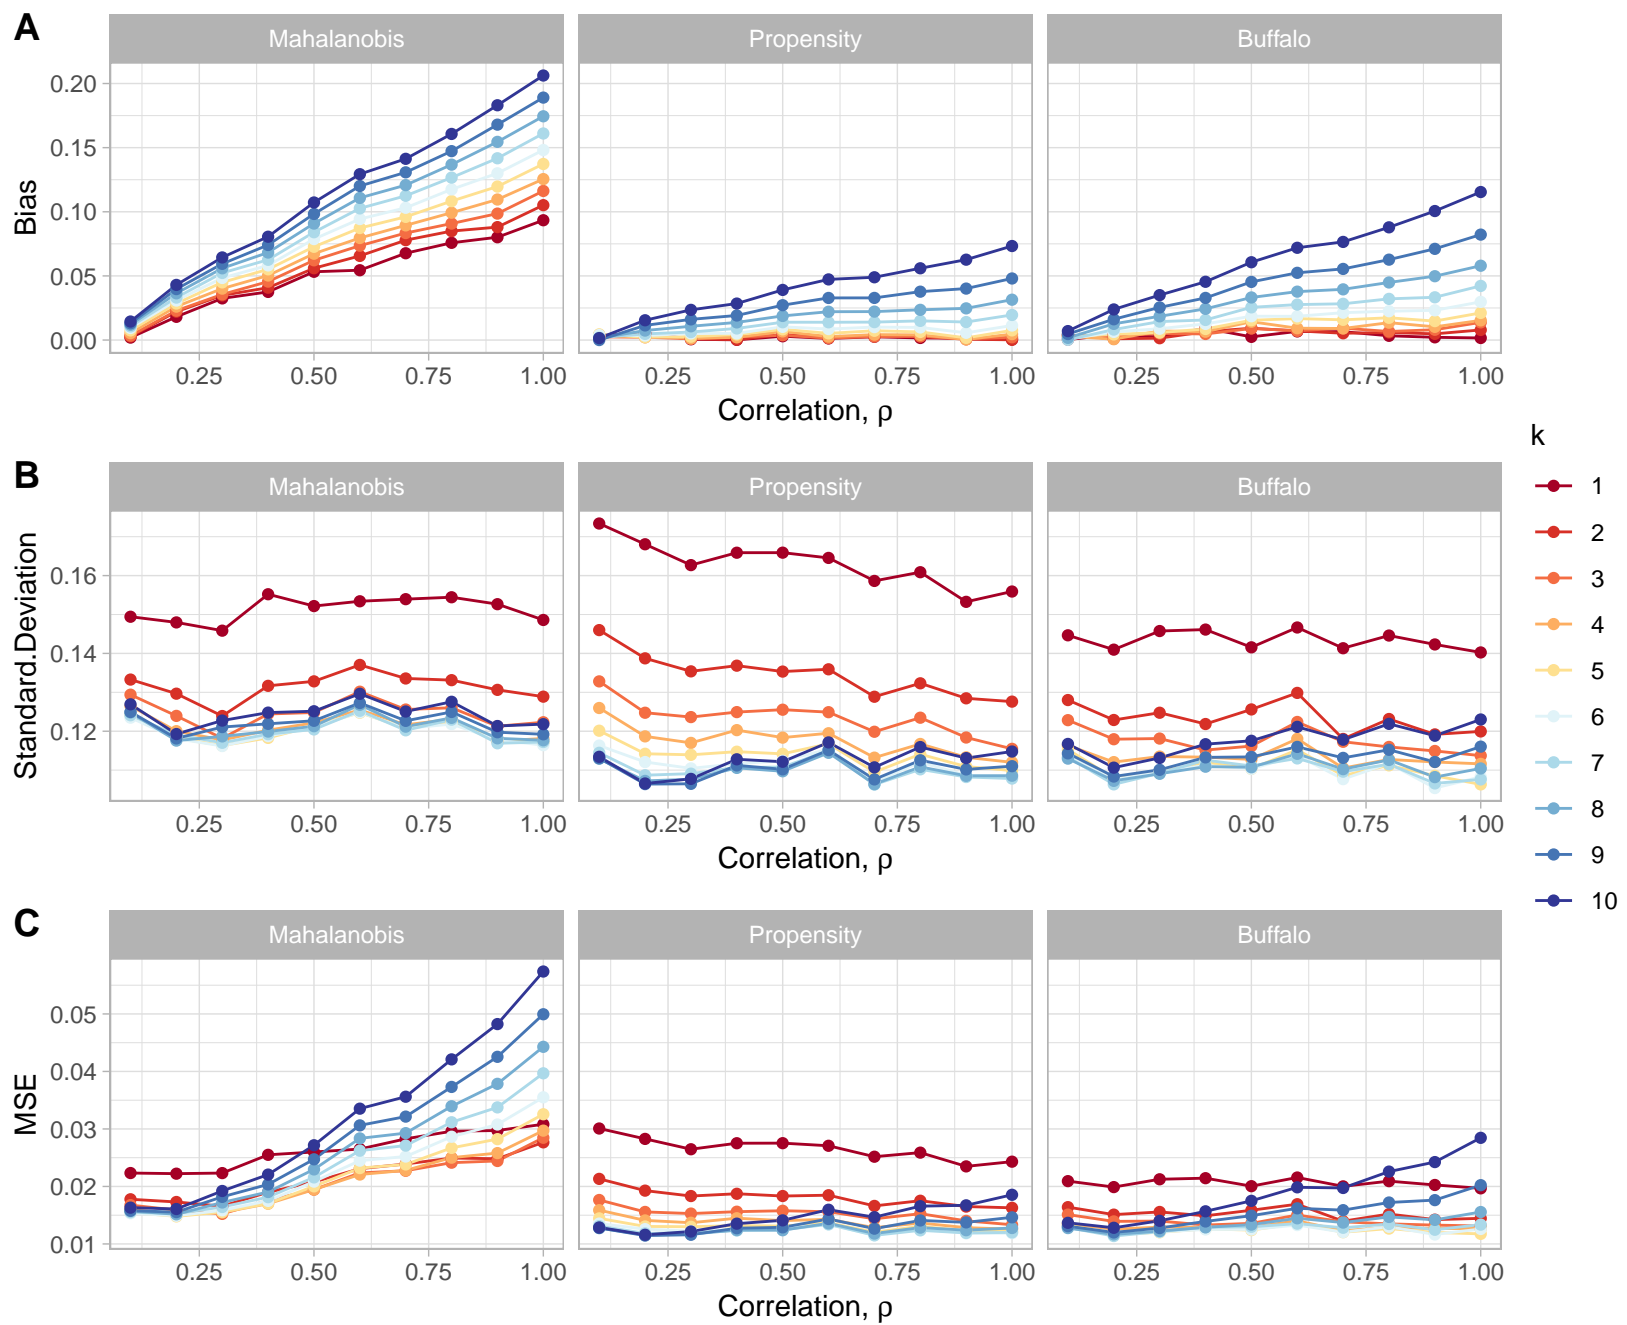 A
Mahalanobis
Propensity
Buffalo
Bias
0.20
0.15
0.10
0.05
0.00
0.25 0.50 0.75 1.00
0.25 0.50 0.75 1.00
0.25 0.50 0.75 1.00
Correlation, ρ
B
Mahalanobis
Propensity
Buffalo
Standard.Deviation
0.16
0.14
0.12
0.25 0.50 0.75 1.00
0.25 0.50 0.75 1.00
0.25 0.50 0.75 1.00
Correlation, ρ
C
Mahalanobis
Propensity
Buffalo
MSE
0.05
0.04
0.03
0.02
0.01
0.25 0.50 0.75 1.00
0.25 0.50 0.75 1.00
0.25 0.50 0.75 1.00
Correlation, ρ
k
1
2
3
4
5
6
7
8
9
10